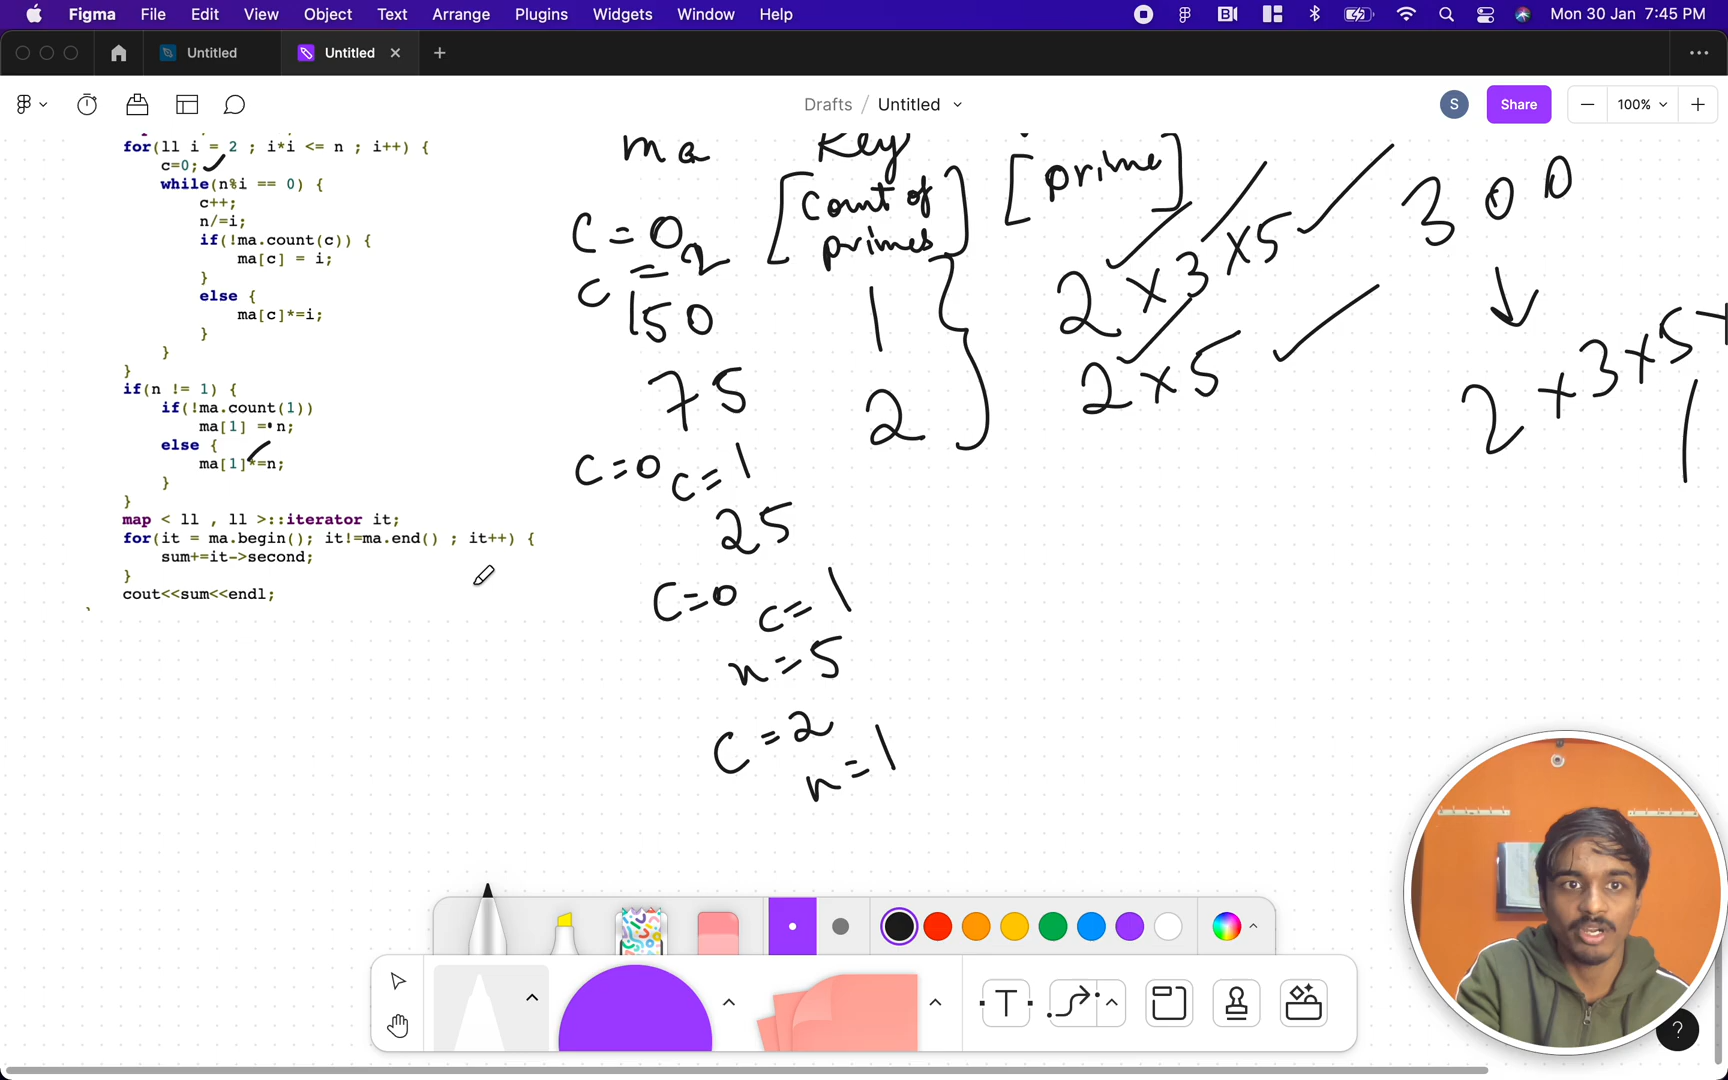 Figma File Edit View Object Text Arrange Plugins Widgets Window Help
Mon 30 Jan 7:45 PM
Untitled
Untitled
Drafts / Untitled
S
Share
100%
for(ll i = 2 ; i*i <= n ; i++) {
c=0;
while(n%i == 0) {
c++;
n/=i;
if(!ma.count(c)) {
ma[c] = i;
}
else {
ma[c]*=i;
}
}
}
if(n != 1) {
if(!ma.count(1))
ma[1] = n;
else {
ma[1]*=n;
}
}
map < ll , ll >::iterator it;
for(it = ma.begin(); it!=ma.end() ; it++) {
sum+=it->second;
}
cout<<sum<<endl;
ma
Key
[count of
primes]
[prime]
c=0
c=2
150
75
c=0 c=1
25
c=0 c=1
n=5
c=2
n=1
1
2
2×3×5
2×5
300
2×3×5+
1
T
?